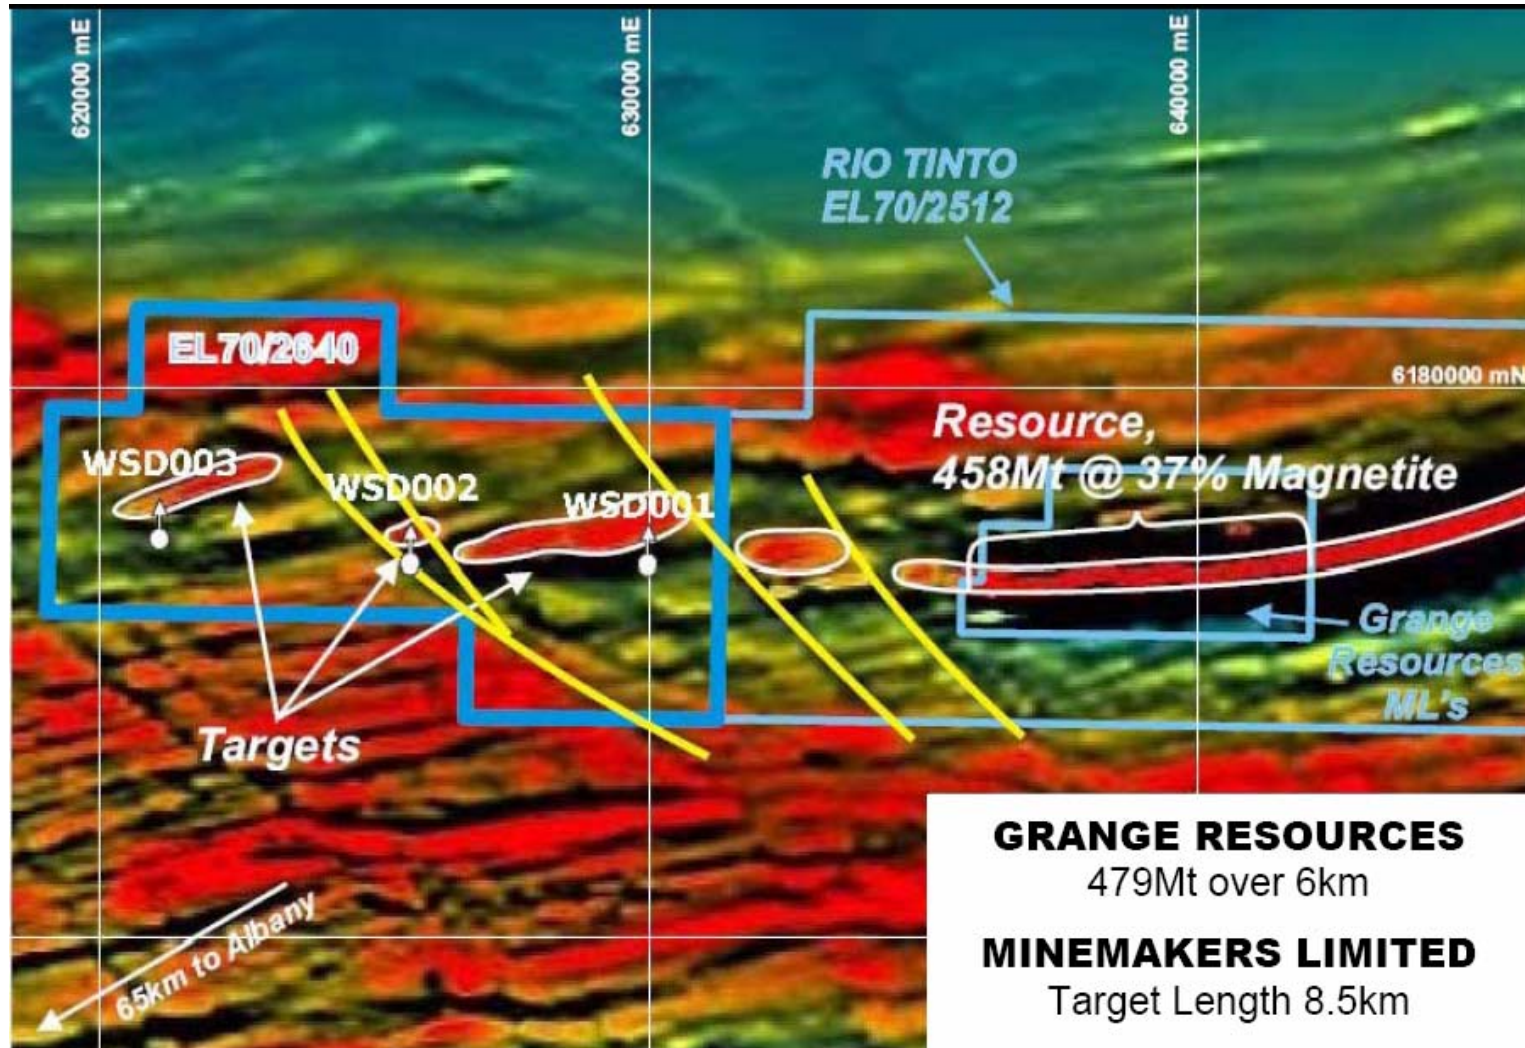 620000 mE
630000 mE
640000 mE
RIO TINTO
EL70/2512
EL70/2640
6180000 mN
Resource,
458Mt @ 37% Magnetite
WSD003
WSD002
WSD001
Grange
Resources
ML's
Targets
65km to Albany
GRANGE RESOURCES
479Mt over 6km
MINEMAKERS LIMITED
Target Length 8.5km